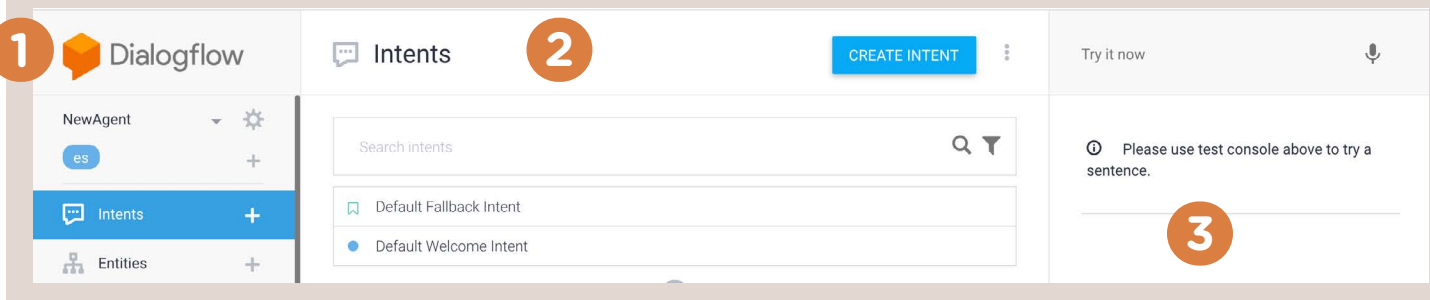 1
Dialogflow
NewAgent
es
Intents
Entities
2
Intents
CREATE INTENT
Search intents
Default Fallback Intent
Default Welcome Intent
Try it now
Please use test console above to try a
sentence.
3